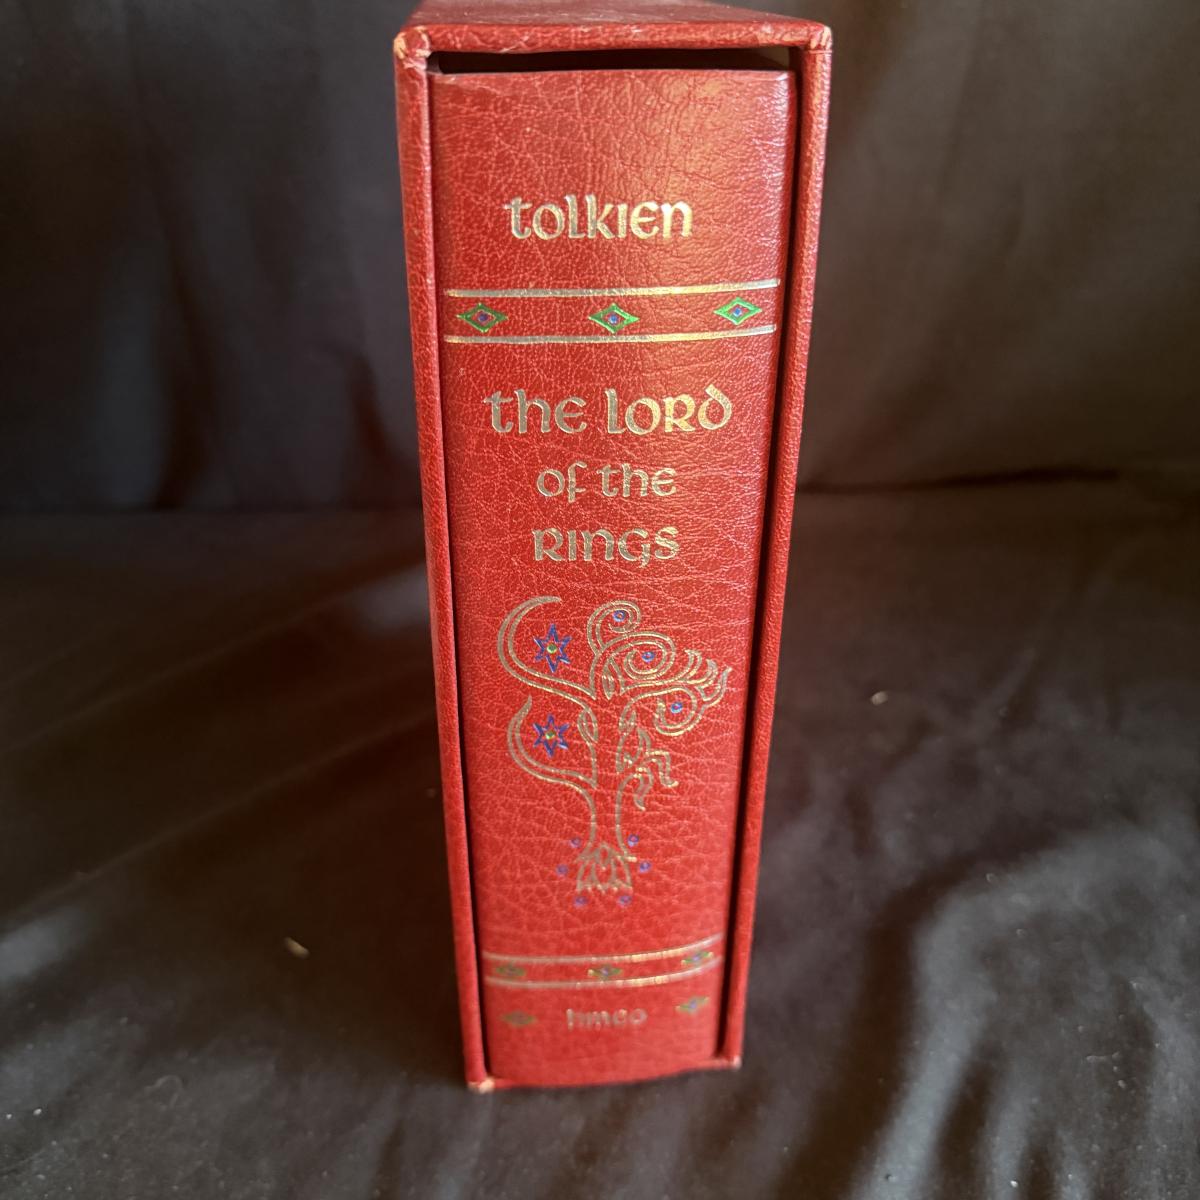 tolkien
the LORD
of the
RINGS
hmco